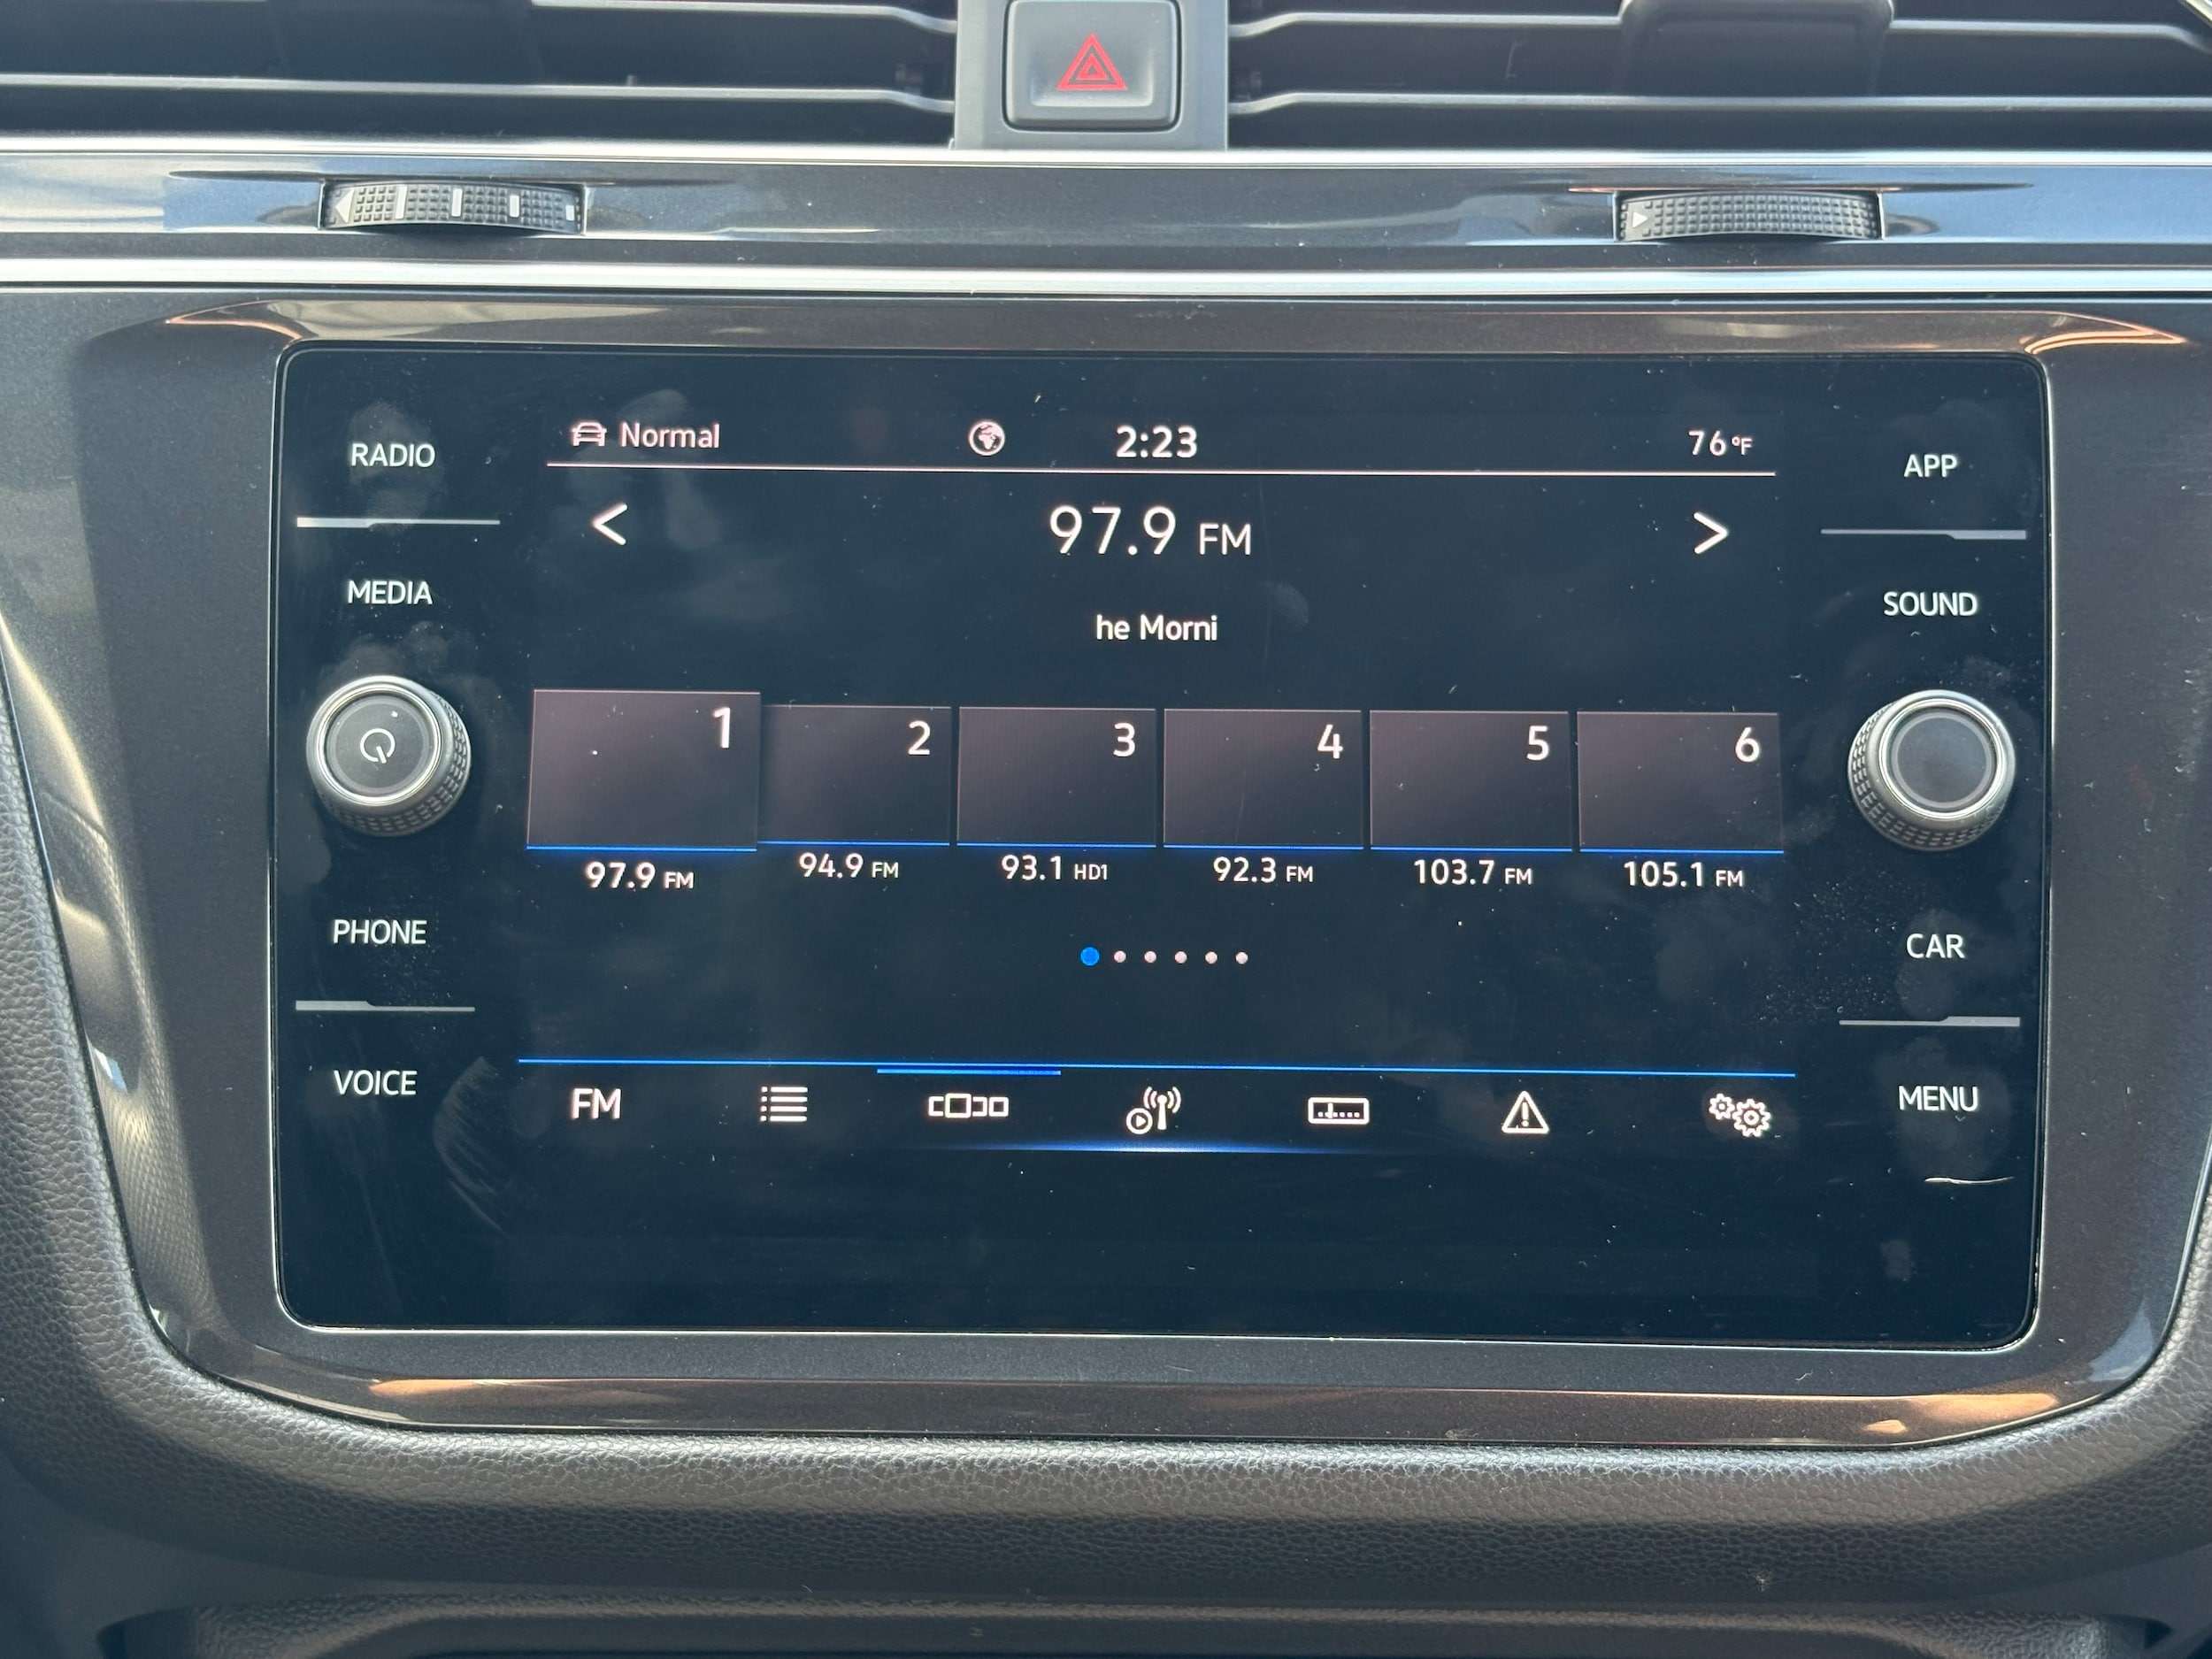 Normal 2:23 76°F
RADIO
APP
97.9 FM
MEDIA
SOUND
he Morni
1 2 3 4 5 6
97.9 FM 94.9 FM 93.1 HD1 92.3 FM 103.7 FM 105.1 FM
PHONE
CAR
VOICE
FM
MENU